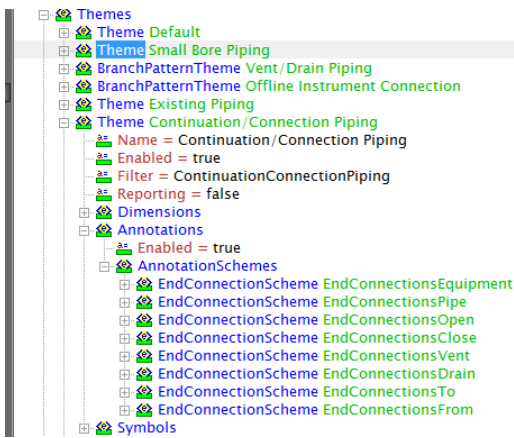 Themes
Theme Default
Theme Small Bore Piping
BranchPatternTheme Vent/Drain Piping
BranchPatternTheme Offline Instrument Connection
Theme Existing Piping
Theme Continuation/Connection Piping
Name = Continuation/Connection Piping
Enabled = true
Filter = ContinuationConnectionPiping
Reporting = false
Dimensions
Annotations
Enabled = true
AnnotationSchemes
EndConnectionScheme EndConnectionsEquipment
EndConnectionScheme EndConnectionsPipe
EndConnectionScheme EndConnectionsOpen
EndConnectionScheme EndConnectionsClose
EndConnectionScheme EndConnectionsVent
EndConnectionScheme EndConnectionsDrain
EndConnectionScheme EndConnectionsTo
EndConnectionScheme EndConnectionsFrom
Symbols